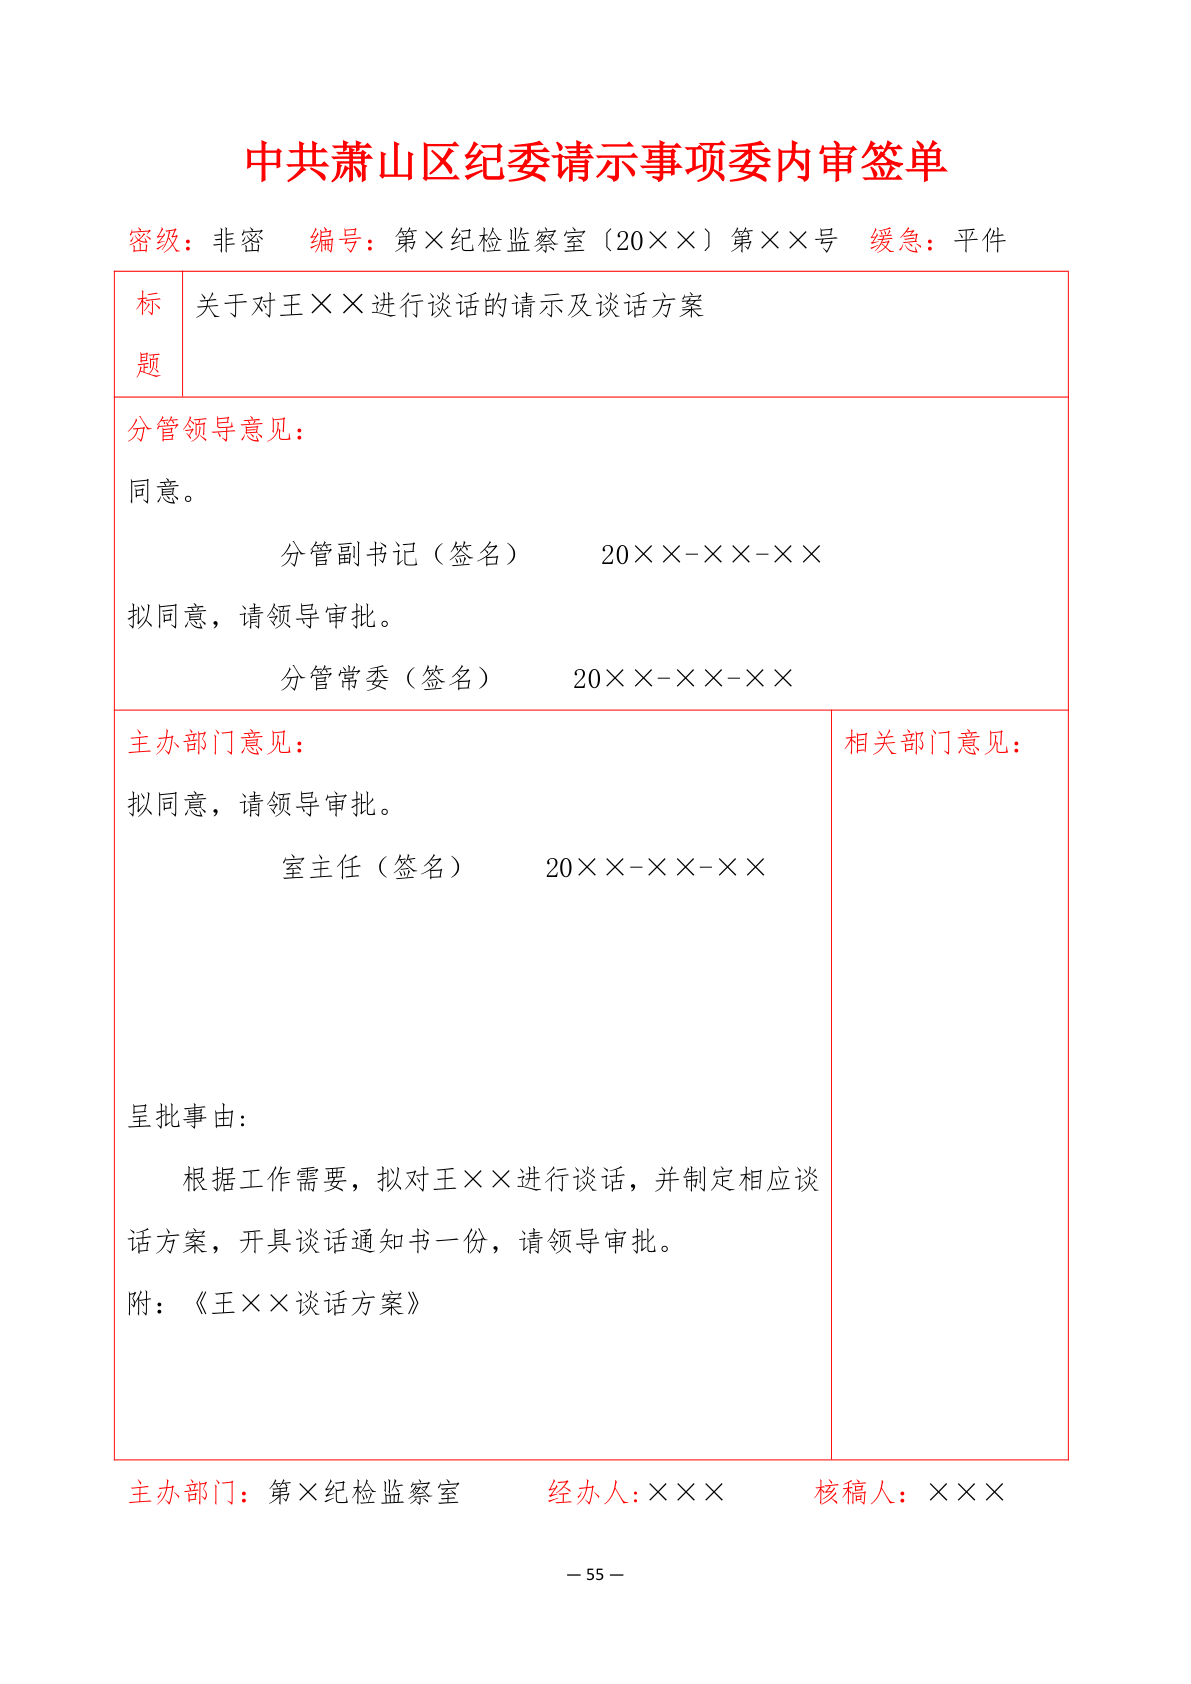 中共萧山区纪委请示事项委内审签单
密级：非密 编号：第×纪检监察室〔20××〕第××号 缓急：平件
标题 关于对王××进行谈话的请示及谈话方案
分管领导意见：
同意。
分管副书记（签名） 20××-××-××
拟同意，请领导审批。
分管常委（签名） 20××-××-××
主办部门意见：
拟同意，请领导审批。
室主任（签名） 20××-××-××
呈批事由:
根据工作需要，拟对王××进行谈话，并制定相应谈
话方案，开具谈话通知书一份，请领导审批。
附：《王××谈话方案》
相关部门意见：
主办部门：第×纪检监察室 经办人:××× 核稿人：×××
— 55 —